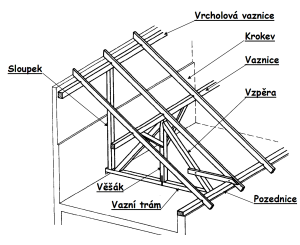 Vrcholová vaznice
Krokev
Sloupek
Vaznice
Vzpěra
Věšák
Pozednice
Vazní trám